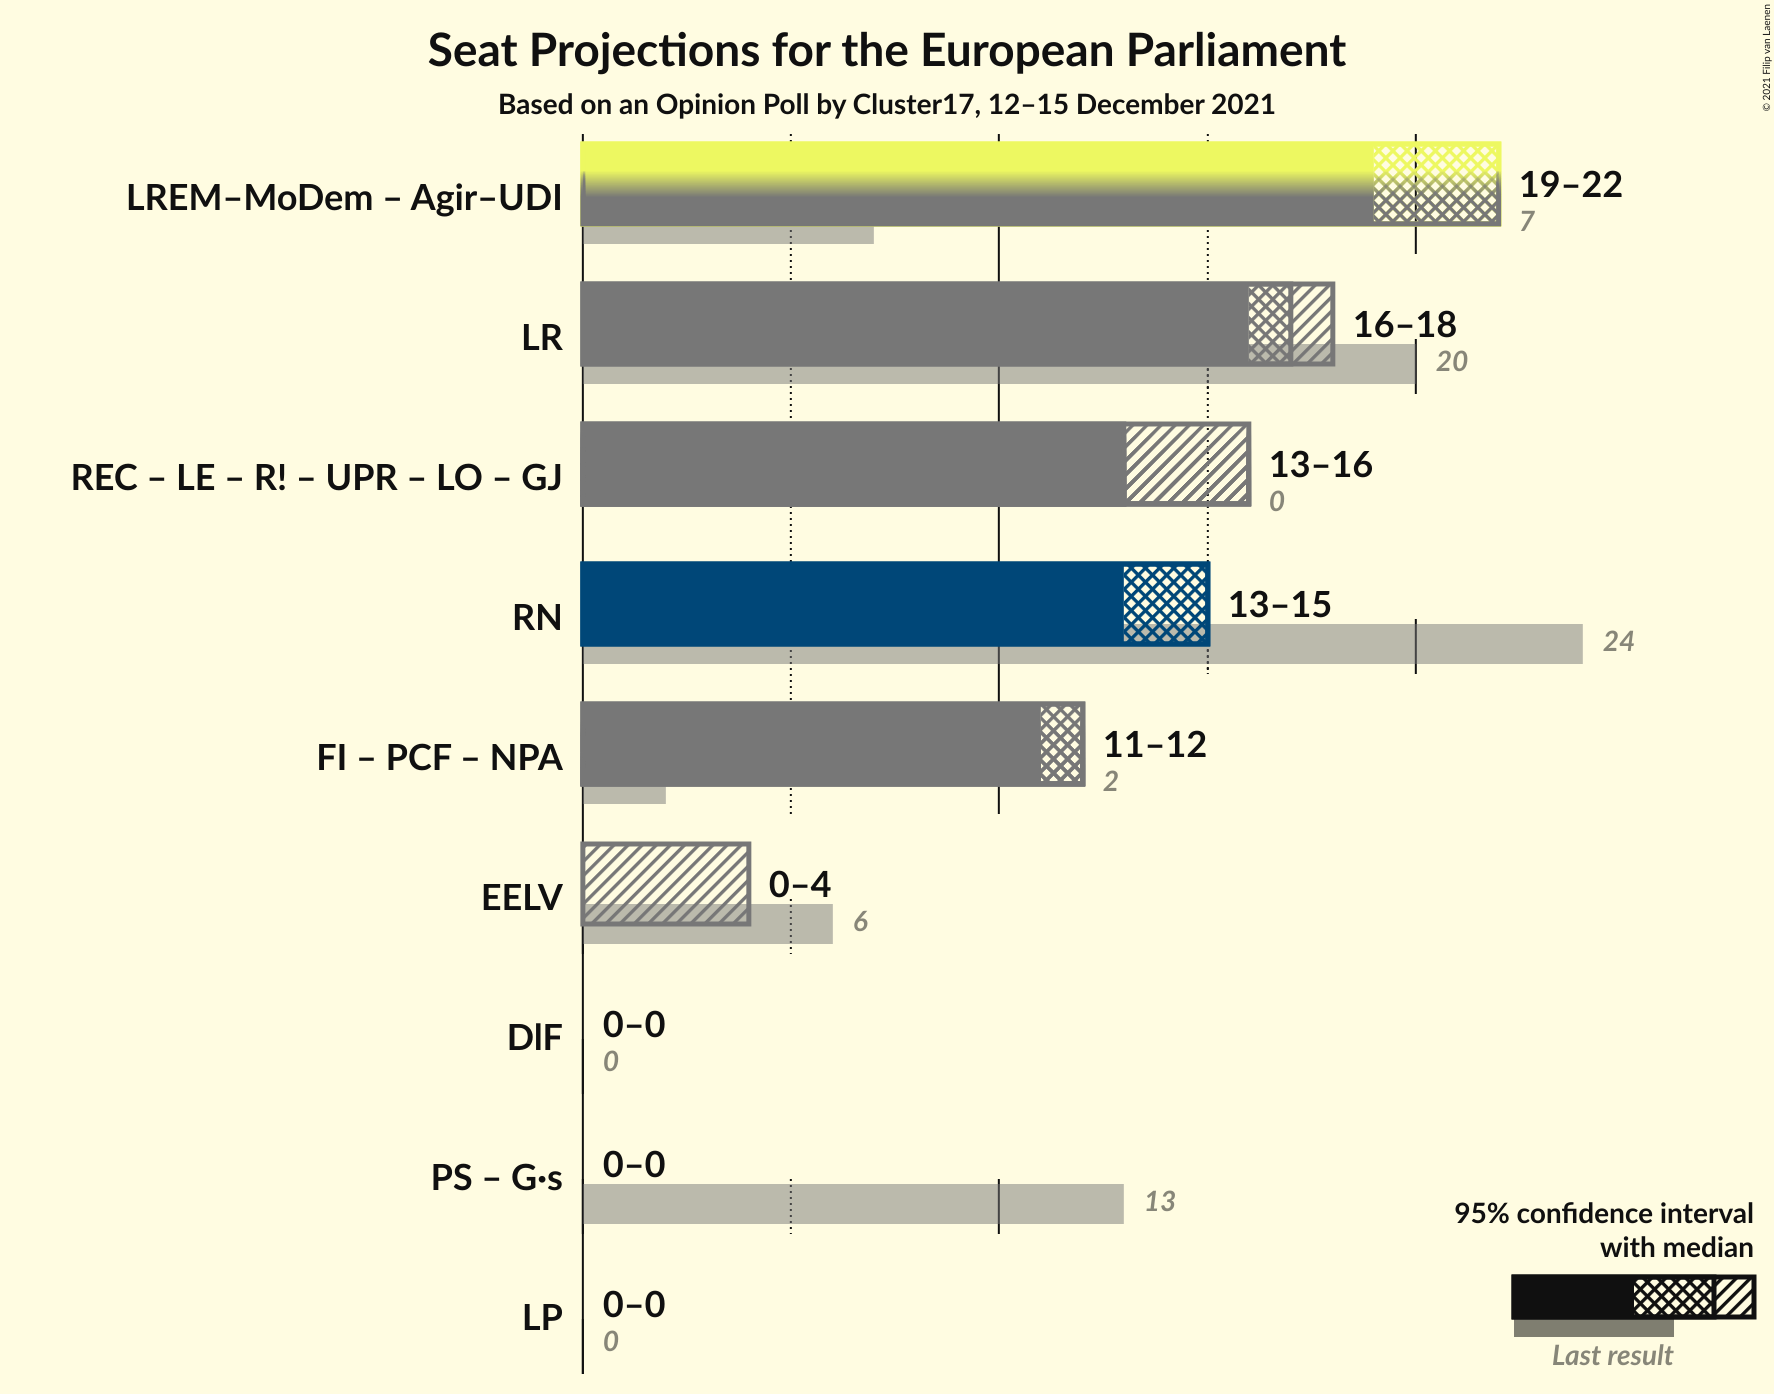 Seat Projections for the European Parliament
Based on an Opinion Poll by Cluster17, 12–15 December 2021
© 2021 Filip van Laenen
LREM–MoDem – Agir–UDI
19–22
7
LR
16–18
20
REC – LE – R! – UPR – LO – GJ
13–16
0
RN
13–15
24
FI – PCF – NPA
11–12
2
EELV
0–4
6
DIF
0–0
0
PS – G·s
0–0
13
LP
0–0
0
95% confidence interval
with median
Last result